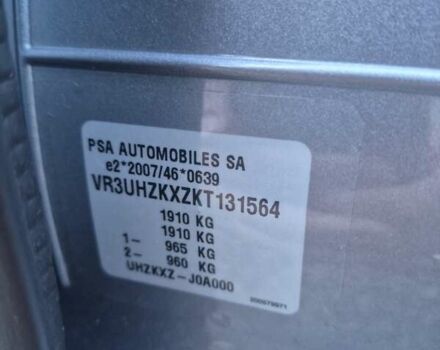 PSA AUTOMOBILES SA
e2*2007/46*0639
VR3UHZKXZKT131564
1910 KG
1910 KG
1- 965 KG
2- 960 KG
UHZKXZ-J0A000